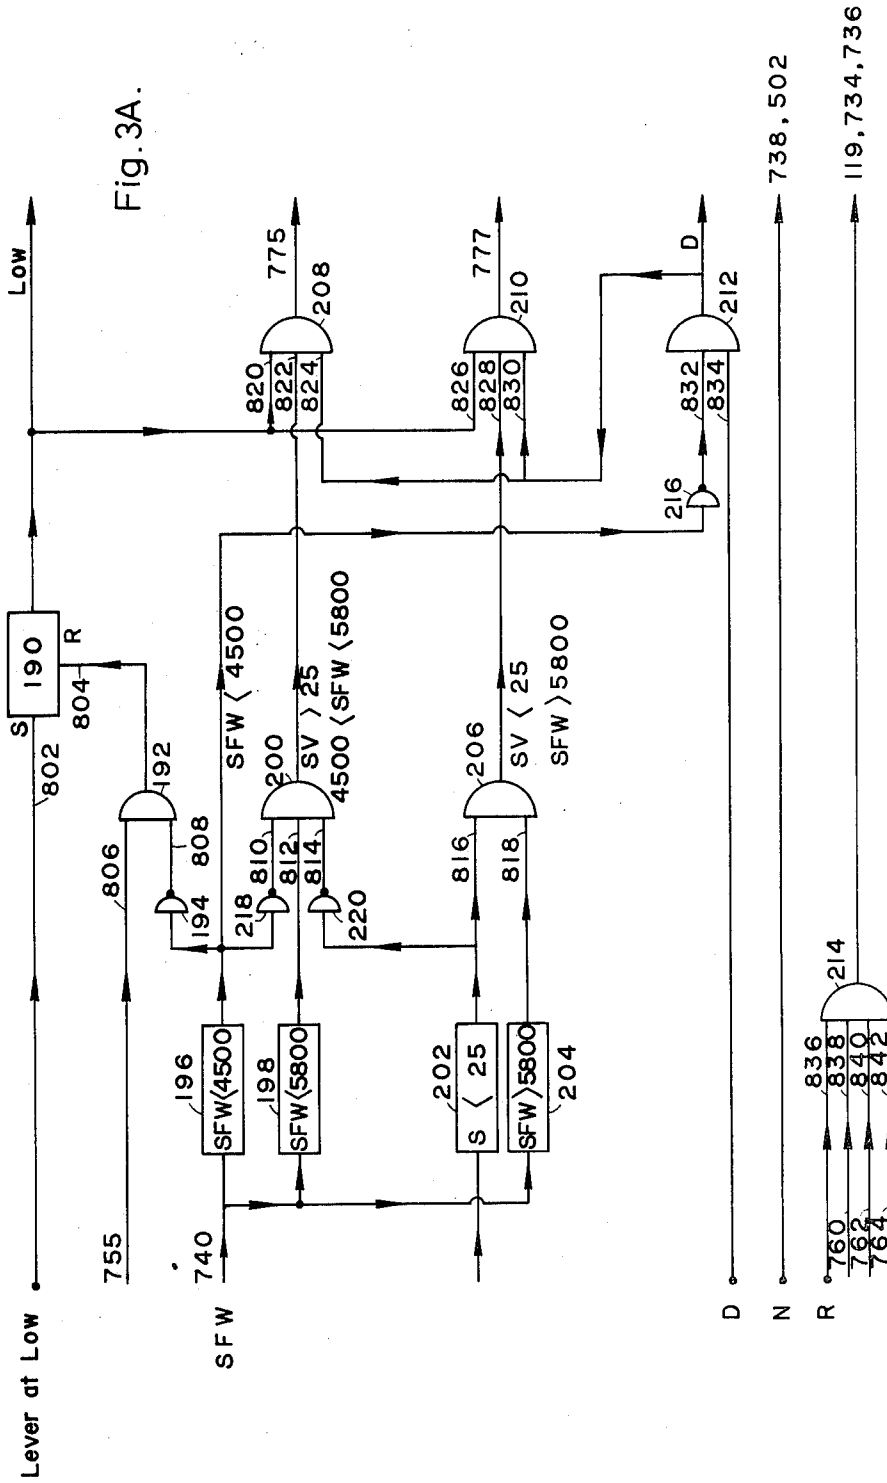 Fig. 3A.
Low
Lever at Low
S
190
R
802
804
755
806
192
808
194
SFW
740
196
SFW<4500
SFW < 4500
198
SFW<5800
218
220
810
812
814
200
SV > 25
4500 < SFW < 5800
820
822
824
208
775
202
S < 25
SFW>5800
204
816
818
206
SV < 25
SFW > 5800
826
828
830
210
777
216
832
834
212
D
D
N
738, 502
R
760
762
764
836
838
840
842
214
119, 734, 736